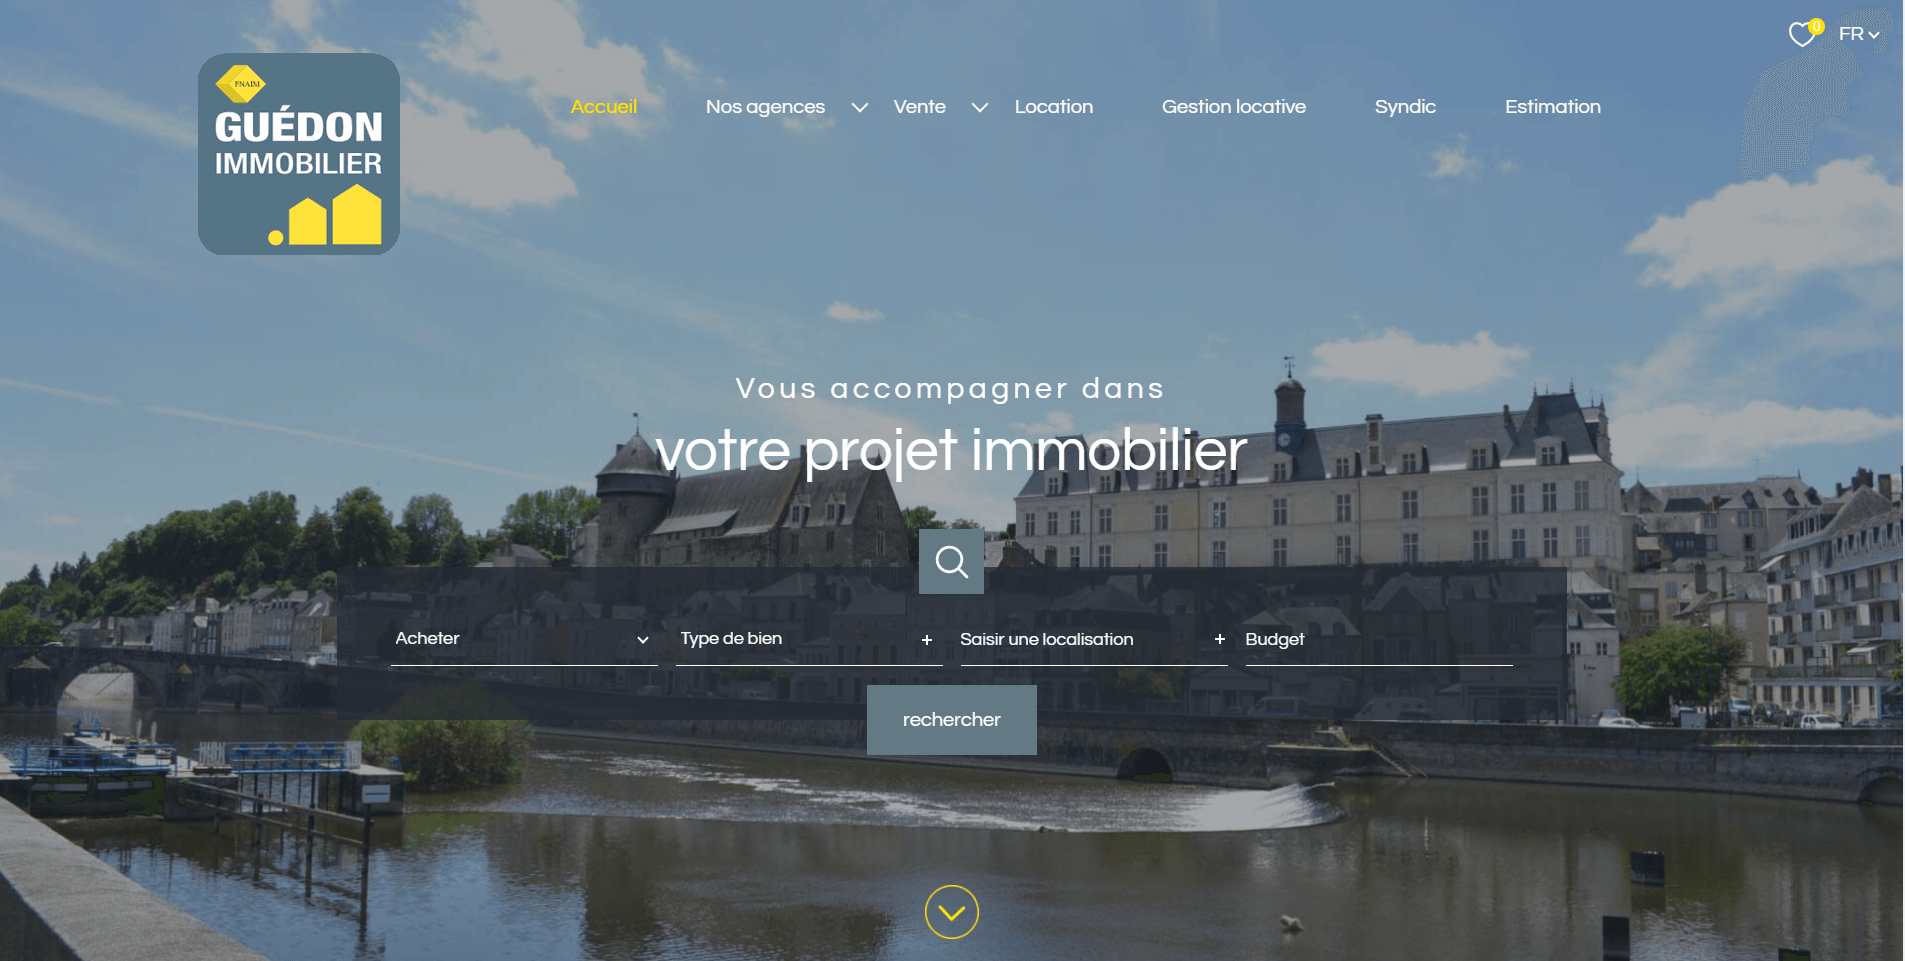 0
FR
FNAIM
GUÉDON
IMMOBILIER
Accueil
Nos agences
Vente
Location
Gestion locative
Syndic
Estimation
Vous accompagner dans
votre projet immobilier
Acheter
Type de bien
Saisir une localisation
Budget
rechercher